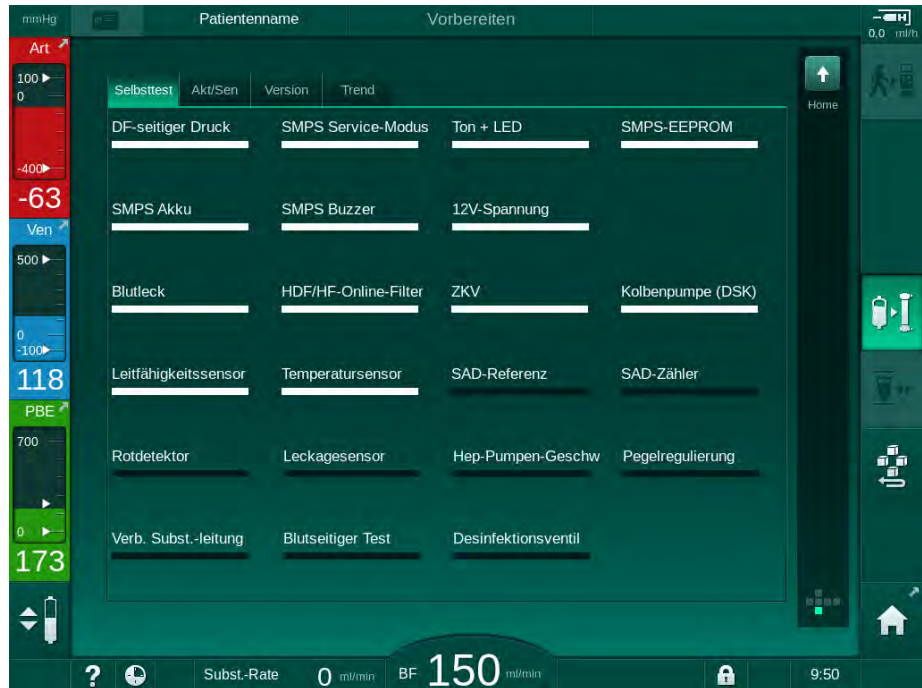 mmHg
Patientenname
Vorbereiten
0,0 ml/h
Art
100
0
-400
-63
Ven
500
0
-100
118
PBE
700
0
173
Selbsttest Akt/Sen Version Trend
Home
DF-seitiger Druck SMPS Service-Modus Ton + LED SMPS-EEPROM
SMPS Akku SMPS Buzzer 12V-Spannung
Blutleck HDF/HF-Online-Filter ZKV Kolbenpumpe (DSK)
Leitfähigkeitssensor Temperatursensor SAD-Referenz SAD-Zähler
Rotdetektor Leckagesensor Hep-Pumpen-Geschw Pegelregulierung
Verb. Subst.-leitung Blutseitiger Test Desinfektionsventil
? Subst.-Rate 0 ml/min BF 150 ml/min 9:50